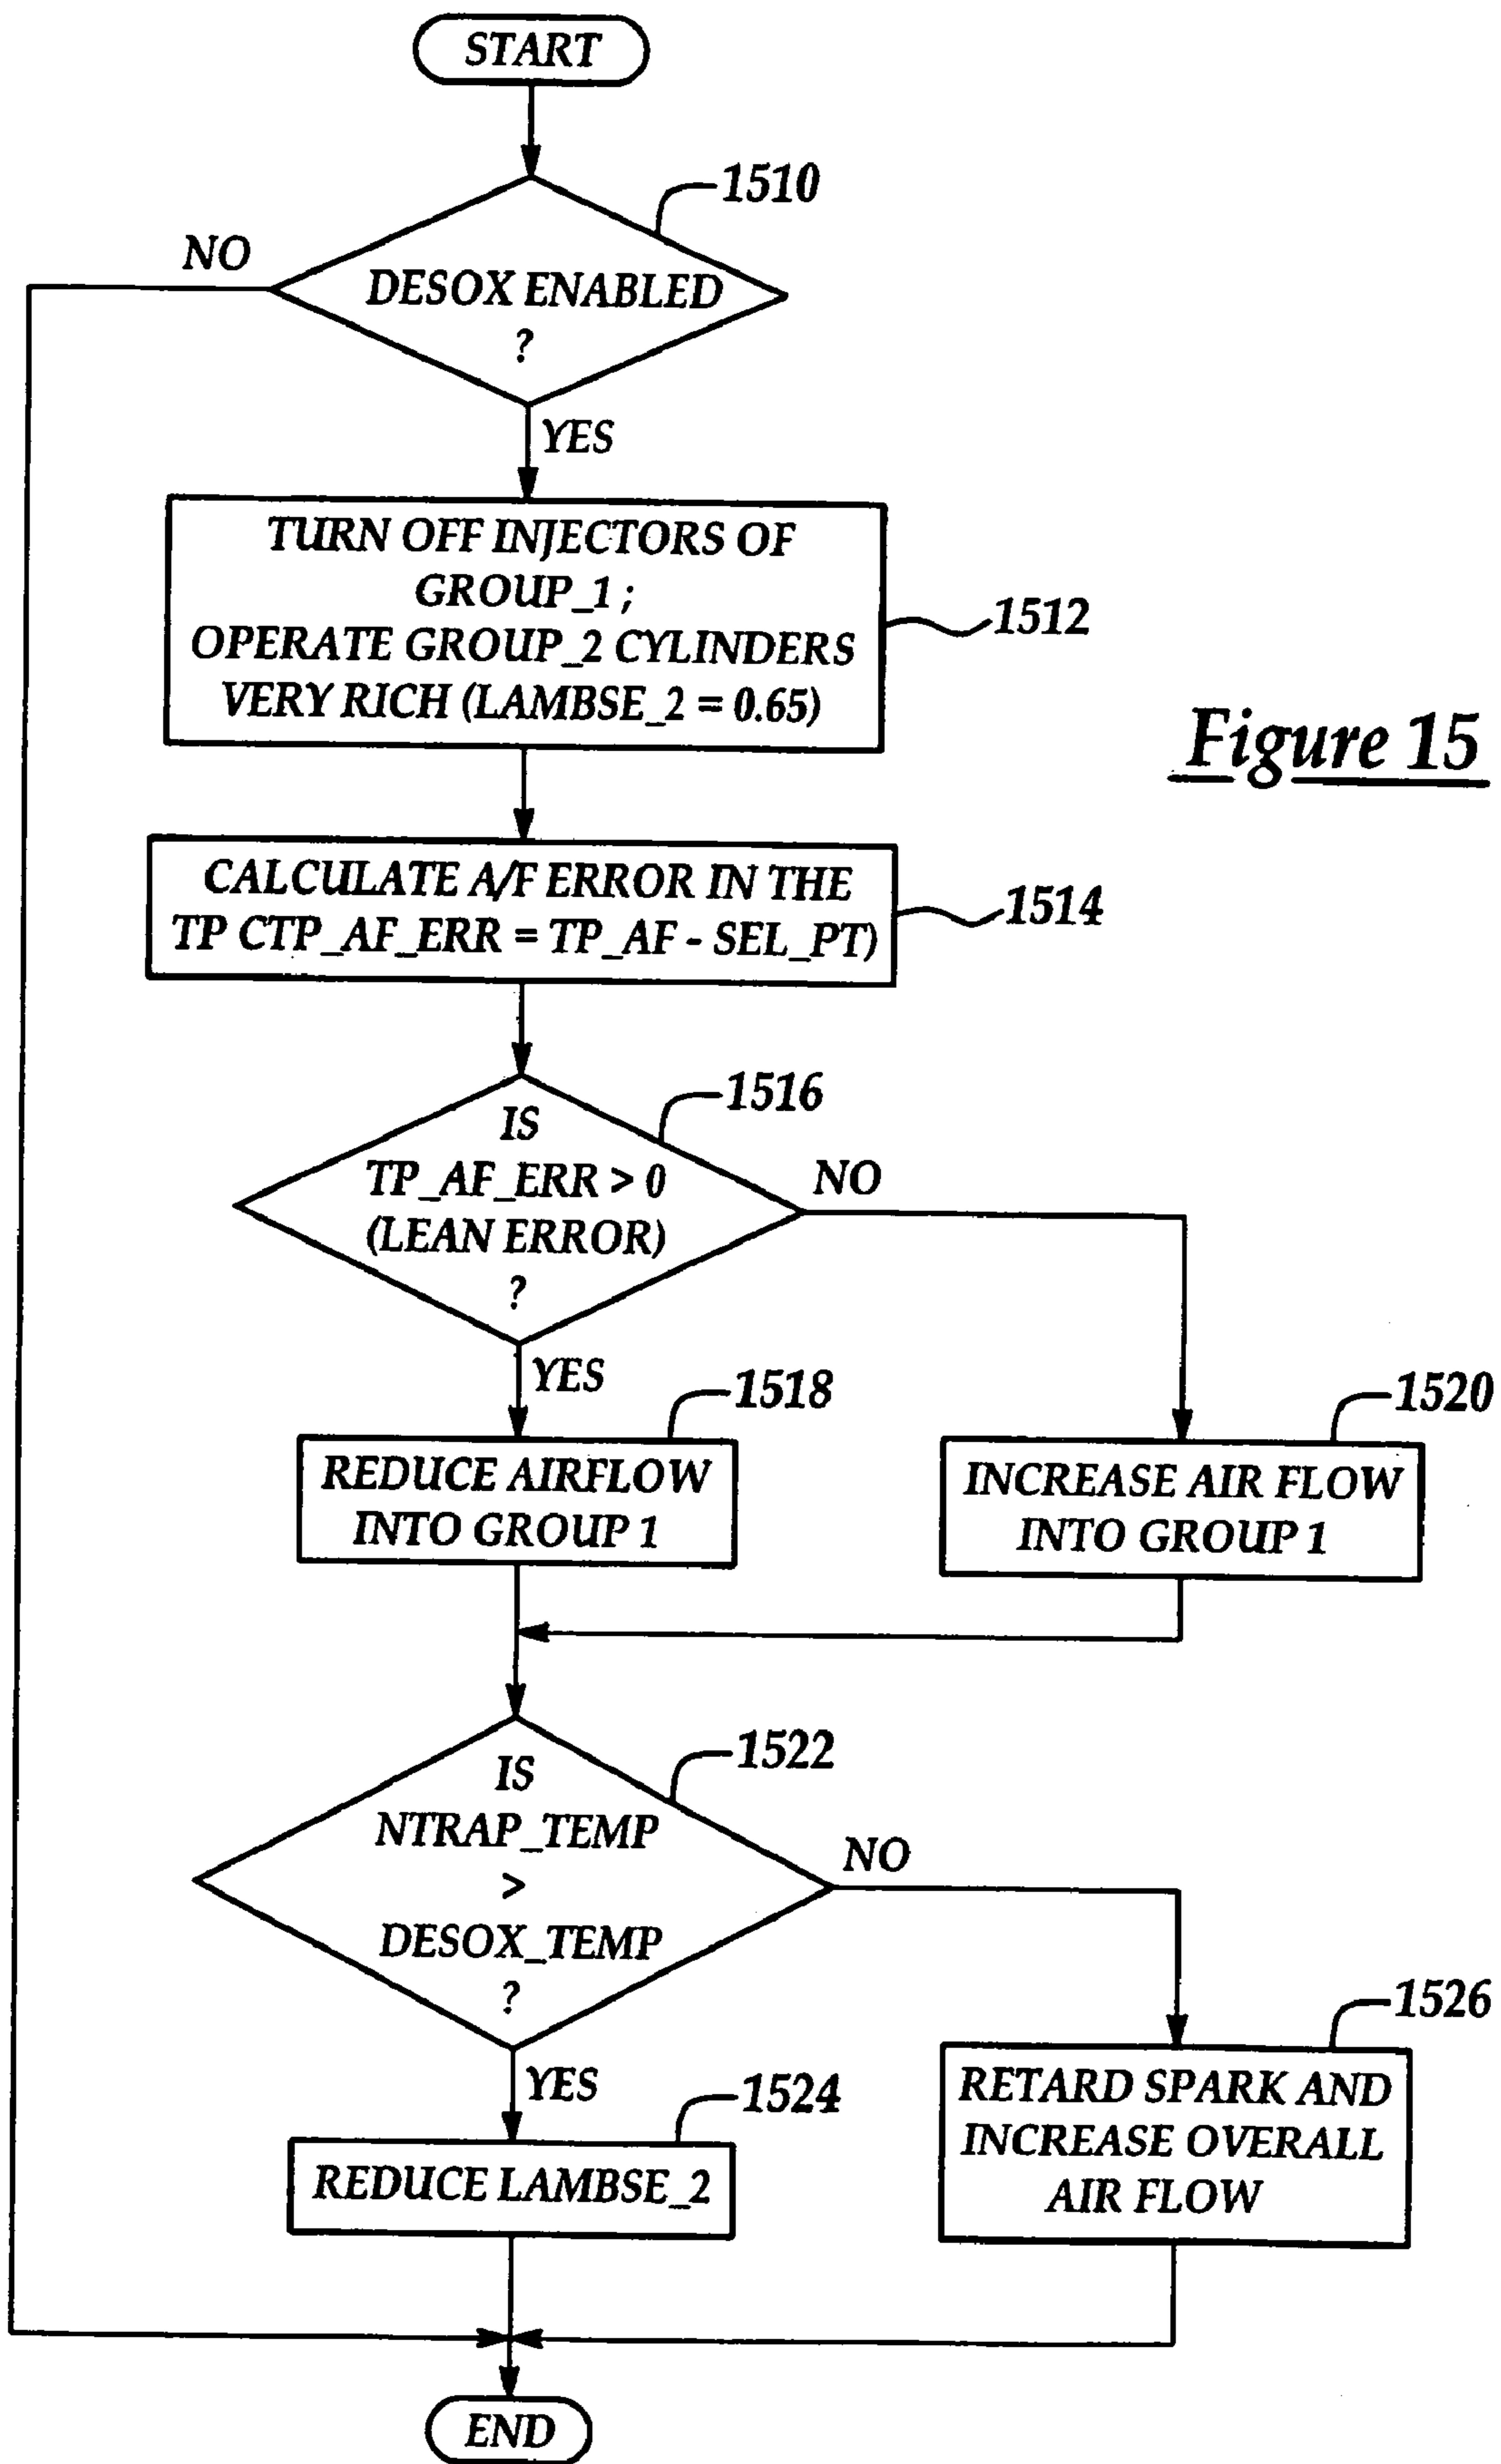 START
1510
NO
DESOX ENABLED
?
YES
TURN OFF INJECTORS OF
GROUP_1 ;
OPERATE GROUP_2 CYLINDERS
VERY RICH (LAMBSE_2 = 0.65)
1512
Figure 15
CALCULATE A/F ERROR IN THE
TP CTP_AF_ERR = TP_AF - SEL_PT)
1514
1516
IS
TP_AF_ERR > 0
(LEAN ERROR)
?
NO
YES
1518
REDUCE AIRFLOW
INTO GROUP 1
1520
INCREASE AIR FLOW
INTO GROUP 1
1522
IS
NTRAP_TEMP
>
DESOX_TEMP
?
NO
YES
1524
REDUCE LAMBSE_2
1526
RETARD SPARK AND
INCREASE OVERALL
AIR FLOW
END